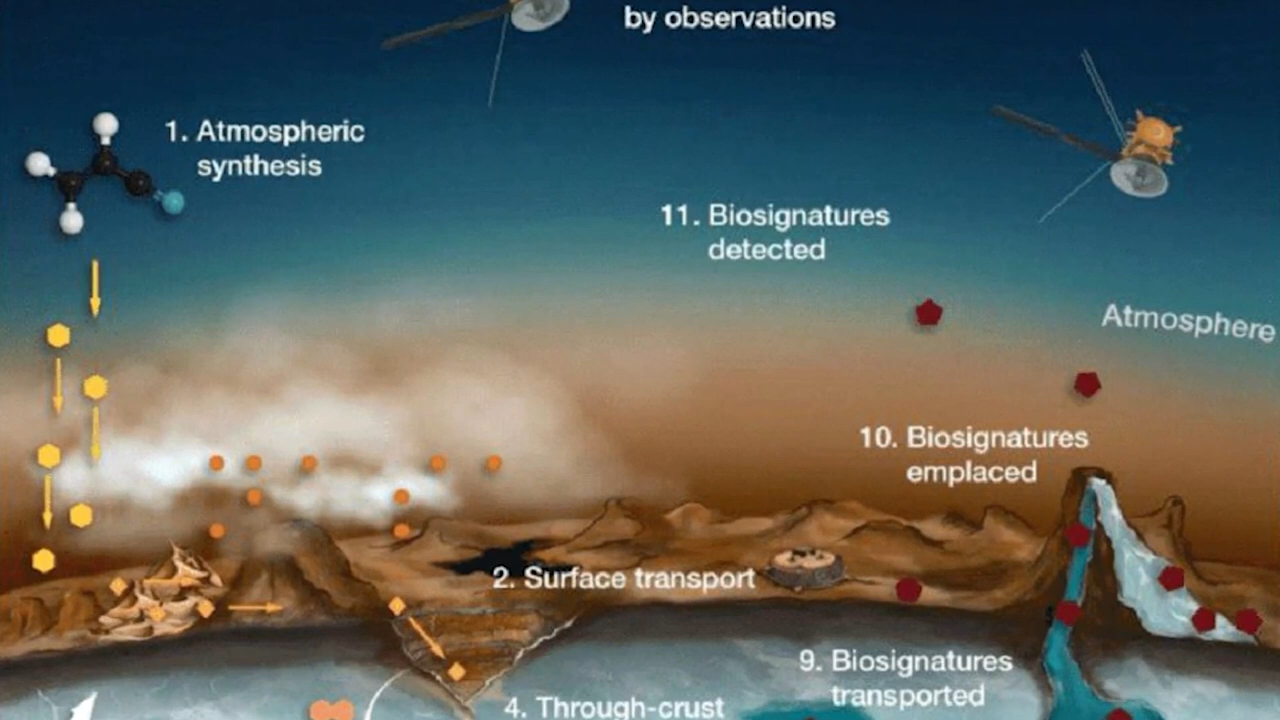 by observations
1. Atmospheric
synthesis
11. Biosignatures
detected
Atmosphere
10. Biosignatures
emplaced
2. Surface transport
9. Biosignatures
transported
4. Through-crust